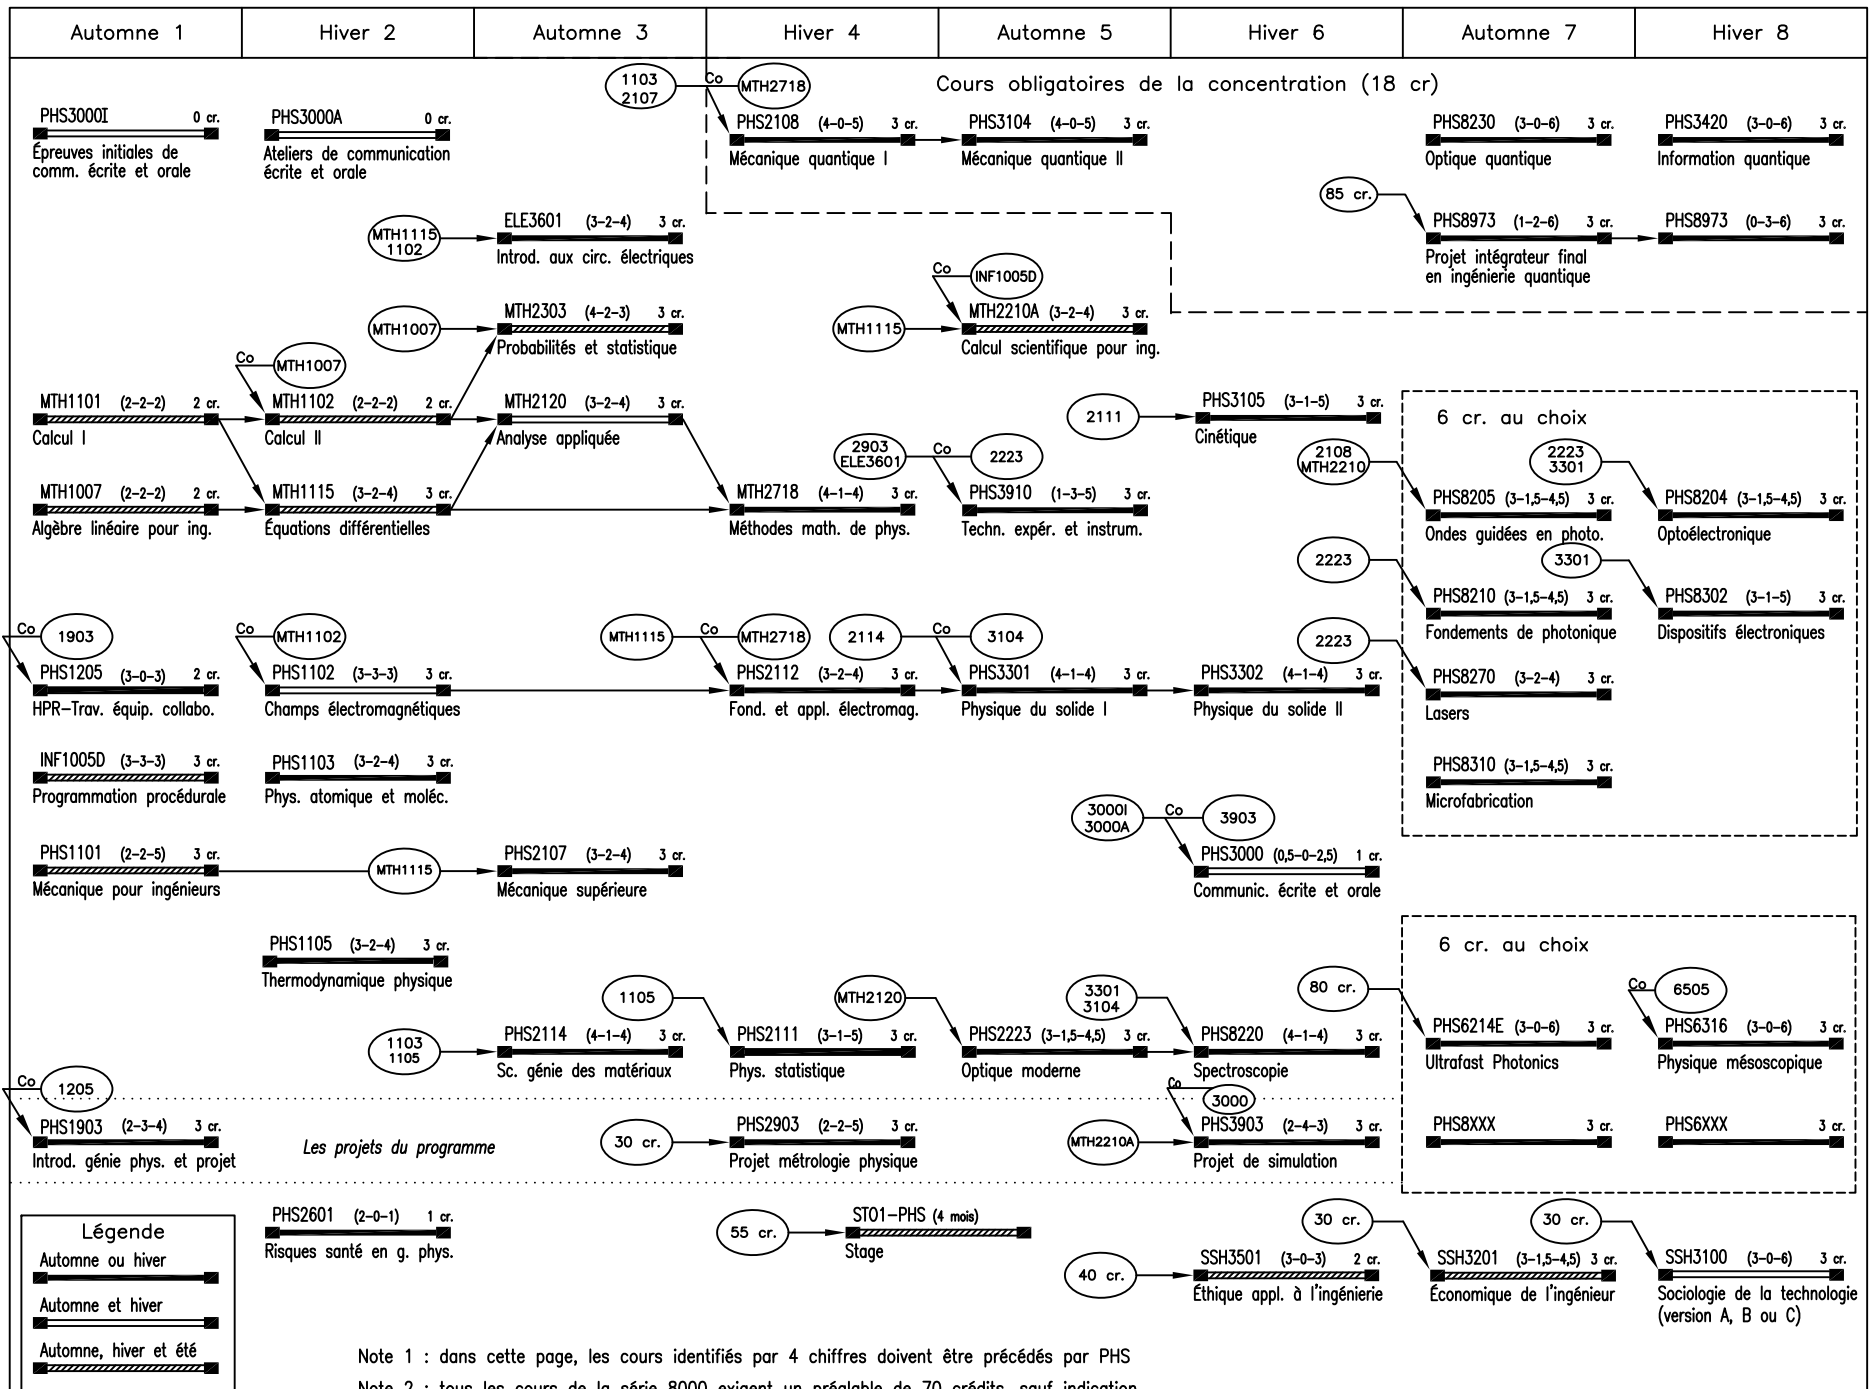 Automne 1
Hiver 2
Automne 3
Hiver 4
Automne 5
Hiver 6
Automne 7
Hiver 8
Cours obligatoires de la concentration (18 cr)
1103
2107
Co
MTH2718
PHS3000I 0 cr.
Épreuves initiales de
comm. écrite et orale
PHS3000A 0 cr.
Ateliers de communication
écrite et orale
PHS2108 (4-0-5) 3 cr.
Mécanique quantique I
PHS3104 (4-0-5) 3 cr.
Mécanique quantique II
PHS8230 (3-0-6) 3 cr.
Optique quantique
PHS3420 (3-0-6) 3 cr.
Information quantique
85 cr.
MTH1115
1102
ELE3601 (3-2-4) 3 cr.
Introd. aux circ. électriques
PHS8973 (1-2-6) 3 cr.
Projet intégrateur final
en ingénierie quantique
PHS8973 (0-3-6) 3 cr.
Co
INF1005D
MTH1007
MTH2303 (4-2-3) 3 cr.
Probabilités et statistique
MTH1115
MTH2210A (3-2-4) 3 cr.
Calcul scientifique pour ing.
Co
MTH1007
MTH1101 (2-2-2) 2 cr.
Calcul I
MTH1102 (2-2-2) 2 cr.
Calcul II
MTH2120 (3-2-4) 3 cr.
Analyse appliquée
2111
PHS3105 (3-1-5) 3 cr.
Cinétique
6 cr. au choix
2903
ELE3601
Co
2223
2108
MTH2210
2223
3301
MTH1007 (2-2-2) 2 cr.
Algèbre linéaire pour ing.
MTH1115 (3-2-4) 3 cr.
Équations différentielles
MTH2718 (4-1-4) 3 cr.
Méthodes math. de phys.
PHS3910 (1-3-5) 3 cr.
Techn. expér. et instrum.
PHS8205 (3-1,5-4,5) 3 cr.
Ondes guidées en photo.
PHS8204 (3-1,5-4,5) 3 cr.
Optoélectronique
2223
3301
PHS8210 (3-1,5-4,5) 3 cr.
Fondements de photonique
PHS8302 (3-1-5) 3 cr.
Dispositifs électroniques
Co
1903
Co
MTH1102
MTH1115
Co
MTH2718
2114
Co
3104
2223
PHS1205 (3-0-3) 2 cr.
HPR-Trav. équip. collabo.
PHS1102 (3-3-3) 3 cr.
Champs électromagnétiques
PHS2112 (3-2-4) 3 cr.
Fond. et appl. électromag.
PHS3301 (4-1-4) 3 cr.
Physique du solide I
PHS3302 (4-1-4) 3 cr.
Physique du solide II
PHS8270 (3-2-4) 3 cr.
Lasers
INF1005D (3-3-3) 3 cr.
Programmation procédurale
PHS1103 (3-2-4) 3 cr.
Phys. atomique et moléc.
PHS8310 (3-1,5-4,5) 3 cr.
Microfabrication
3000I
3000A
Co
3903
PHS1101 (2-2-5) 3 cr.
Mécanique pour ingénieurs
MTH1115
PHS2107 (3-2-4) 3 cr.
Mécanique supérieure
PHS3000 (0,5-0-2,5) 1 cr.
Communic. écrite et orale
PHS1105 (3-2-4) 3 cr.
Thermodynamique physique
6 cr. au choix
1105
MTH2120
3301
3104
80 cr.
Co
6505
1103
1105
PHS2114 (4-1-4) 3 cr.
Sc. génie des matériaux
PHS2111 (3-1-5) 3 cr.
Phys. statistique
PHS2223 (3-1,5-4,5) 3 cr.
Optique moderne
PHS8220 (4-1-4) 3 cr.
Spectroscopie
PHS6214E (3-0-6) 3 cr.
Ultrafast Photonics
PHS6316 (3-0-6) 3 cr.
Physique mésoscopique
Co
1205
Co
3000
PHS1903 (2-3-4) 3 cr.
Introd. génie phys. et projet
Les projets du programme
30 cr.
PHS2903 (2-2-5) 3 cr.
Projet métrologie physique
MTH2210A
PHS3903 (2-4-3) 3 cr.
Projet de simulation
PHS8XXX 3 cr.
PHS6XXX 3 cr.
PHS2601 (2-0-1) 1 cr.
Risques santé en g. phys.
55 cr.
ST01-PHS (4 mois)
Stage
30 cr.
30 cr.
40 cr.
SSH3501 (3-0-3) 2 cr.
Éthique appl. à l'ingénierie
SSH3201 (3-1,5-4,5) 3 cr.
Économique de l'ingénieur
SSH3100 (3-0-6) 3 cr.
Sociologie de la technologie
(version A, B ou C)
Légende
Automne ou hiver
Automne et hiver
Automne, hiver et été
Note 1 : dans cette page, les cours identifiés par 4 chiffres doivent être précédés par PHS
Note 2 : tous les cours de la série 8000 exigent un préalable de 70 crédits, sauf indication